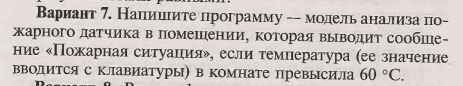 Вариант 7. Напишите программу — модель анализа по-
жарного датчика в помещении, которая выводит сообще-
ние «Пожарная ситуация», если температура (ее значение
вводится с клавиатуры) в комнате превысила 60 °С.